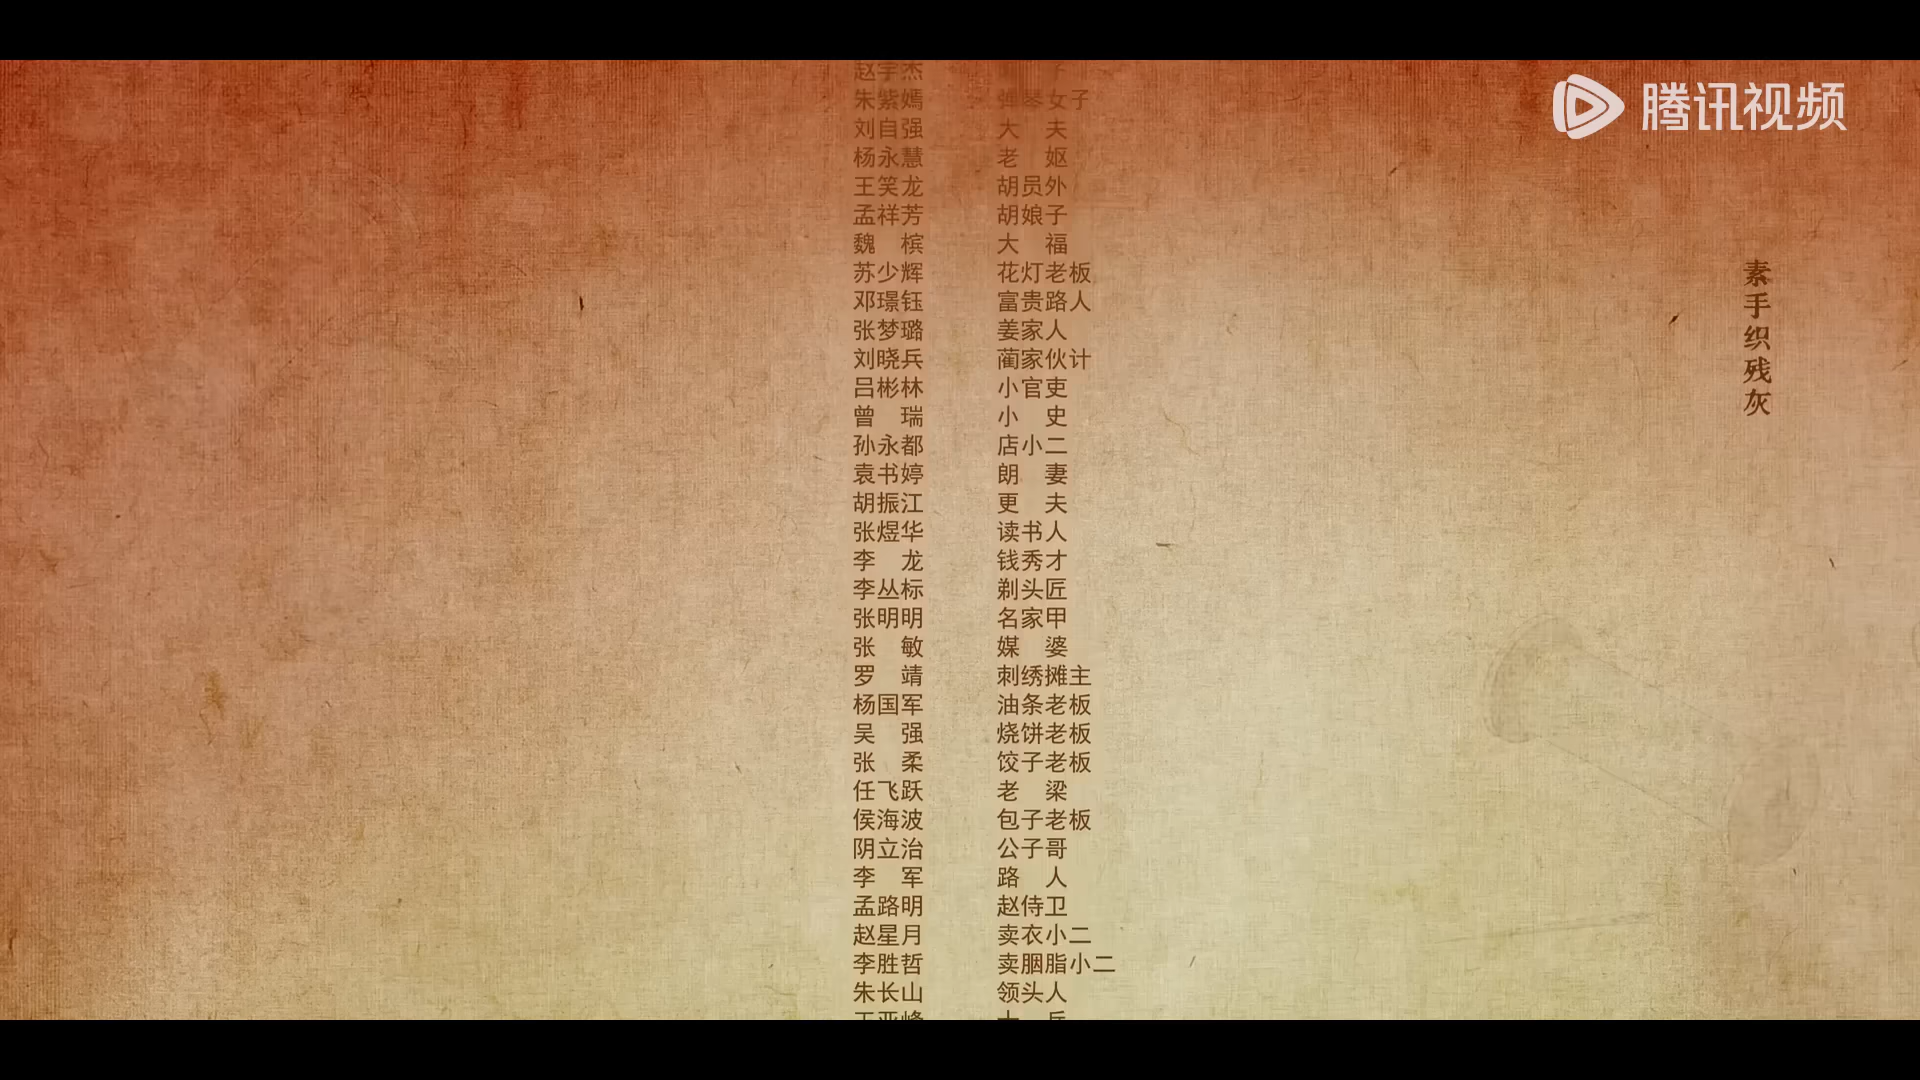 腾讯视频
赵宇杰
朱紫嫣 弹琴女子
刘自强 大 夫
杨永慧 老 妪
王笑龙 胡员外
孟祥芳 胡娘子
魏 槟 大 福
苏少辉 花灯老板
邓璟钰 富贵路人
张梦璐 姜家人
刘晓兵 蔺家伙计
吕彬林 小官吏
曾 瑞 小 史
孙永都 店小二
袁书婷 朗 妻
胡振江 更 夫
张煜华 读书人
李 龙 钱秀才
李丛标 剃头匠
张明明 名家甲
张 敏 媒 婆
罗 靖 刺绣摊主
杨国军 油条老板
吴 强 烧饼老板
张 柔 饺子老板
任飞跃 老 梁
侯海波 包子老板
阴立治 公子哥
李 军 路 人
孟路明 赵侍卫
赵星月 卖衣小二
李胜哲 卖胭脂小二
朱长山 领头人
素手织残灰